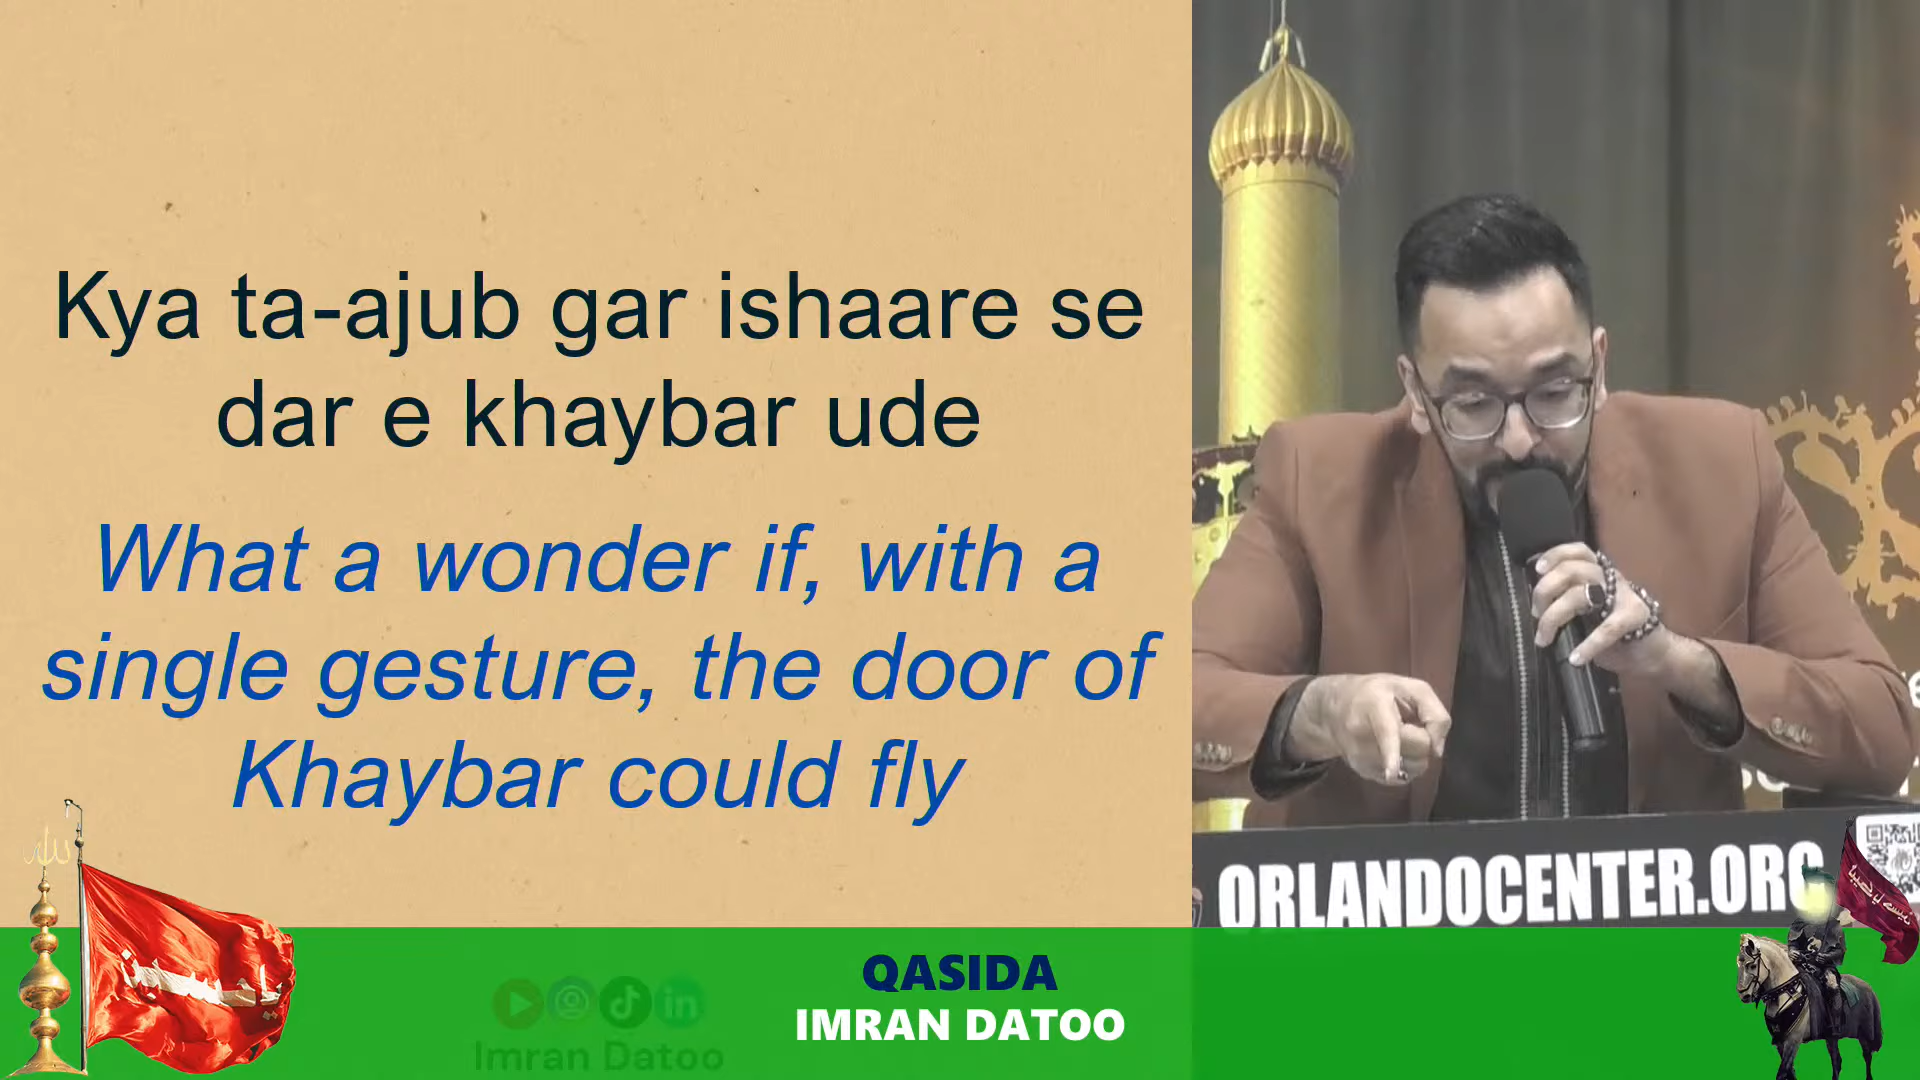 Kya ta-ajub gar ishaare se
dar e khaybar ude
What a wonder if, with a
single gesture, the door of
Khaybar could fly
ORLANDOCENTER.ORG
QASIDA
IMRAN DATOO
in
Imran Datoo